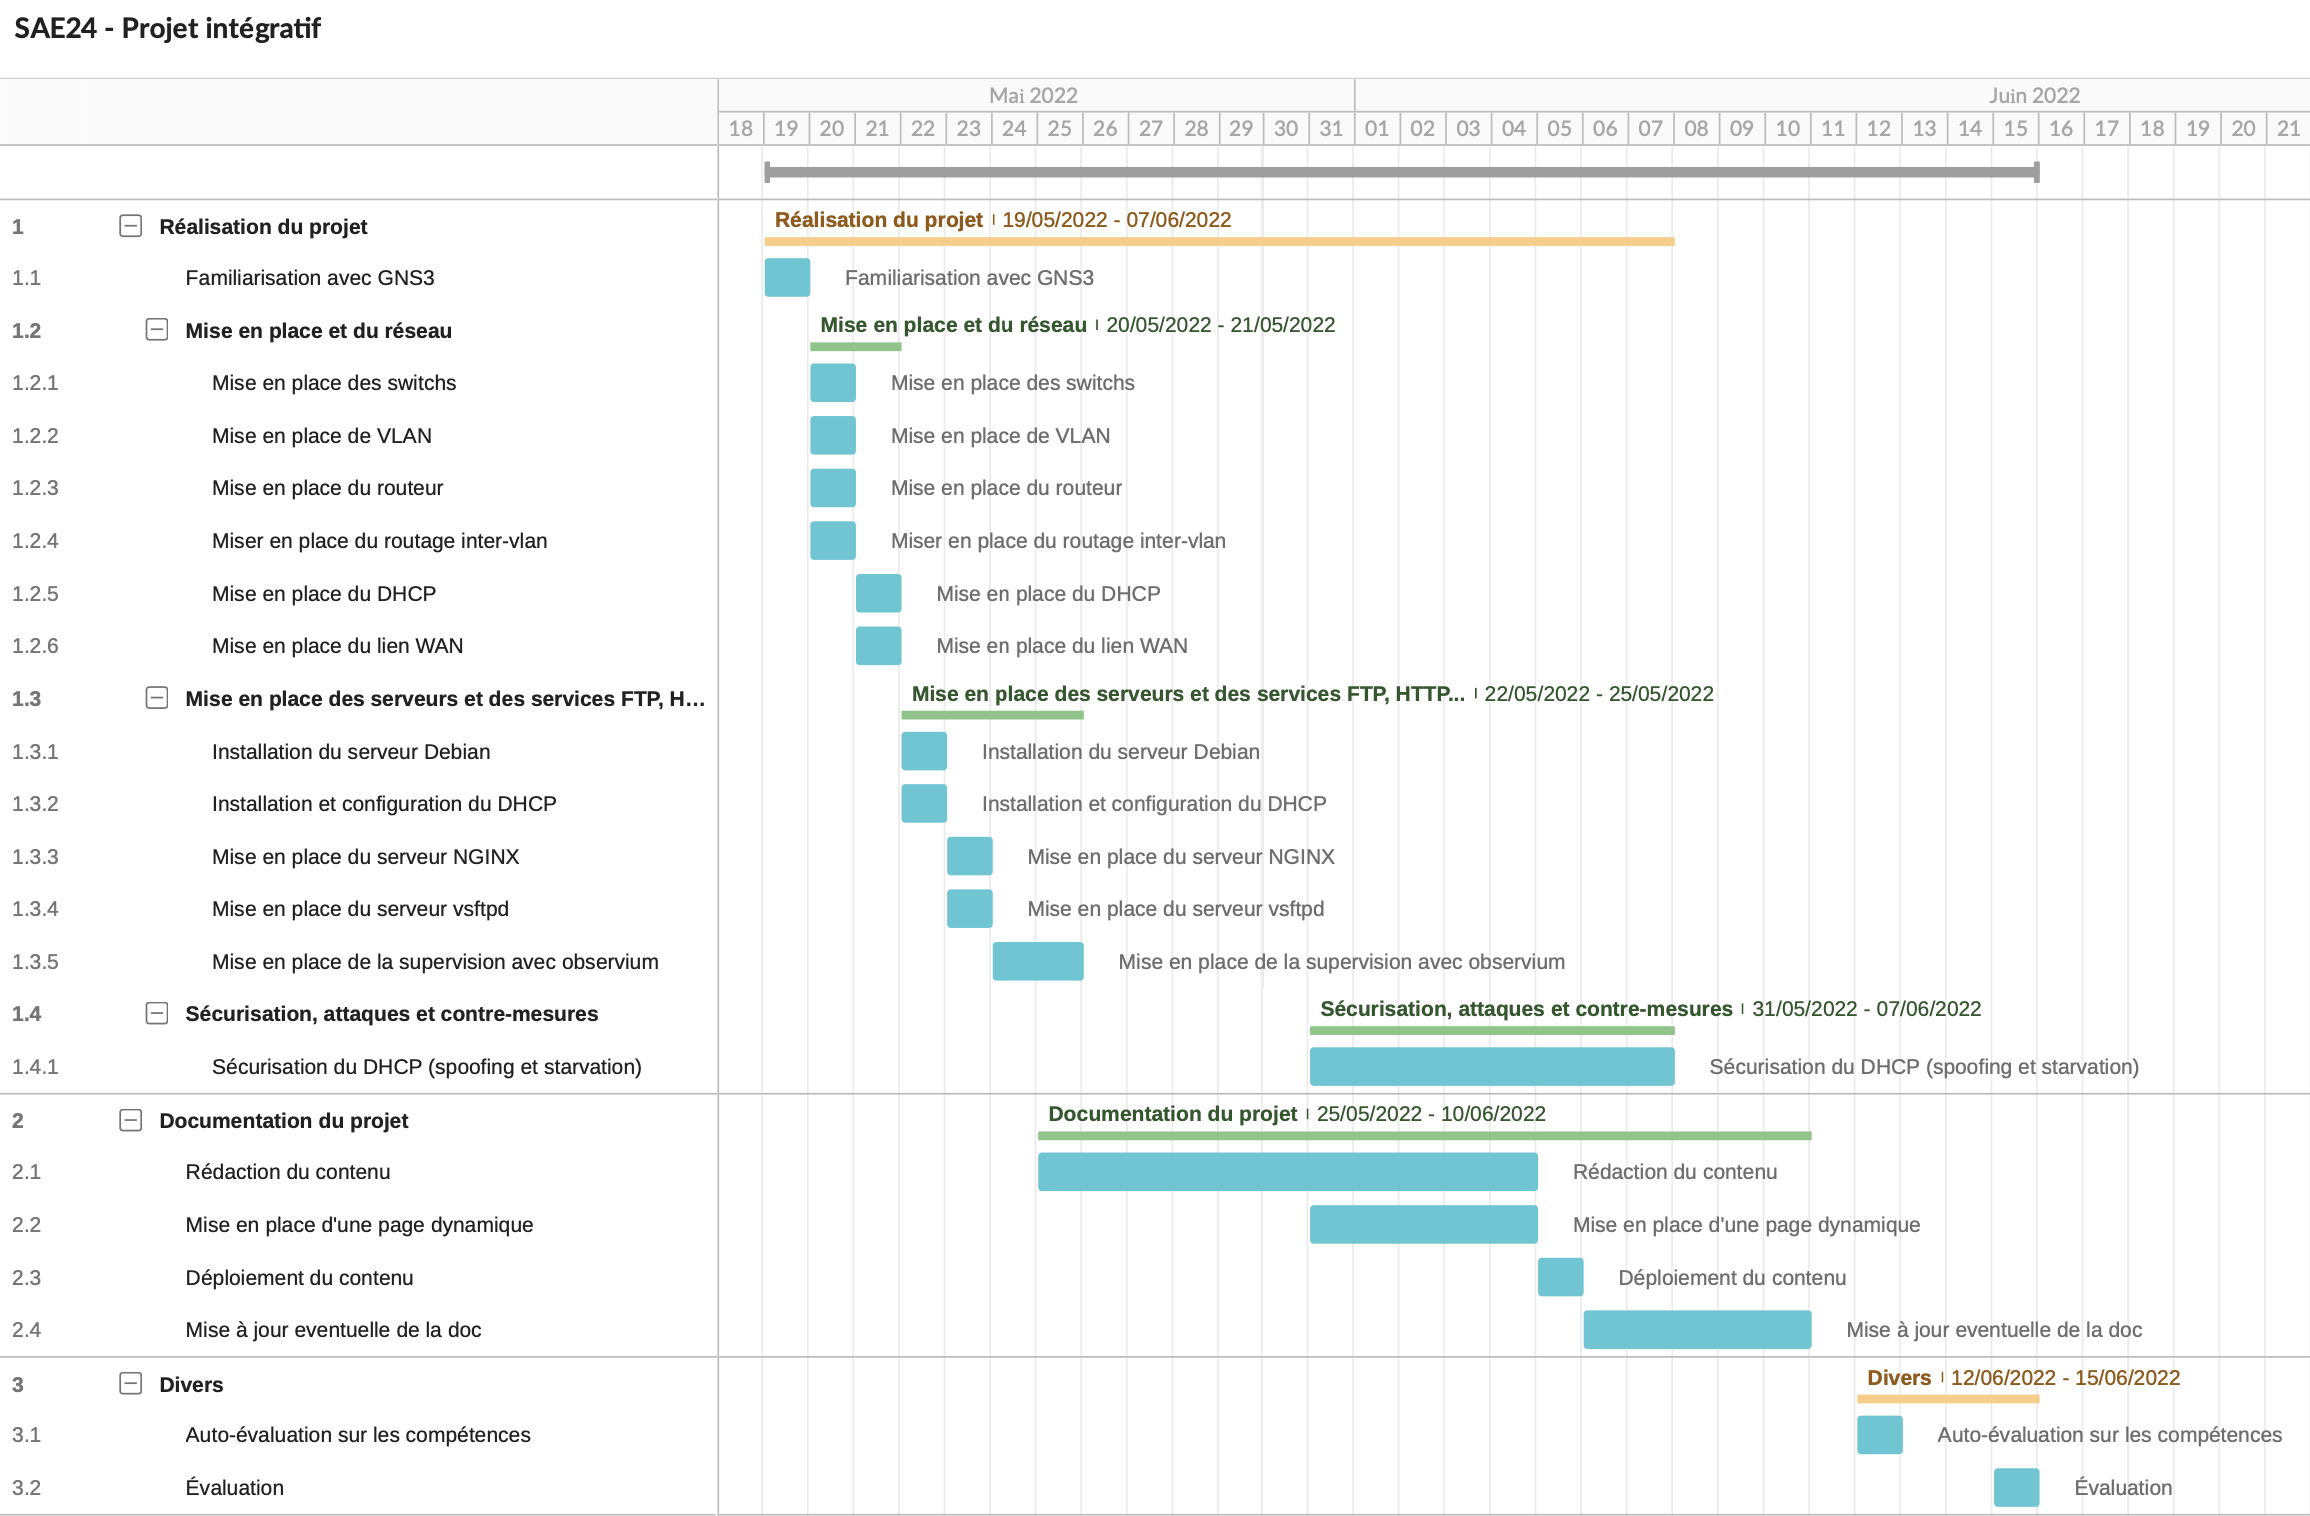 SAE24 - Projet intégratif
Mai 2022 Juin 2022
18 19 20 21 22 23 24 25 26 27 28 29 30 31 01 02 03 04 05 06 07 08 09 10 11 12 13 14 15 16 17 18 19 20 21
1 Réalisation du projet Réalisation du projet 19/05/2022 - 07/06/2022
1.1 Familiarisation avec GNS3 Familiarisation avec GNS3
1.2 Mise en place et du réseau Mise en place et du réseau 20/05/2022 - 21/05/2022
1.2.1 Mise en place des switchs Mise en place des switchs
1.2.2 Mise en place de VLAN Mise en place de VLAN
1.2.3 Mise en place du routeur Mise en place du routeur
1.2.4 Miser en place du routage inter-vlan Miser en place du routage inter-vlan
1.2.5 Mise en place du DHCP Mise en place du DHCP
1.2.6 Mise en place du lien WAN Mise en place du lien WAN
1.3 Mise en place des serveurs et des services FTP, H... Mise en place des serveurs et des services FTP, HTTP... 22/05/2022 - 25/05/2022
1.3.1 Installation du serveur Debian Installation du serveur Debian
1.3.2 Installation et configuration du DHCP Installation et configuration du DHCP
1.3.3 Mise en place du serveur NGINX Mise en place du serveur NGINX
1.3.4 Mise en place du serveur vsftpd Mise en place du serveur vsftpd
1.3.5 Mise en place de la supervision avec observium Mise en place de la supervision avec observium
1.4 Sécurisation, attaques et contre-mesures Sécurisation, attaques et contre-mesures 31/05/2022 - 07/06/2022
1.4.1 Sécurisation du DHCP (spoofing et starvation) Sécurisation du DHCP (spoofing et starvation)
2 Documentation du projet Documentation du projet 25/05/2022 - 10/06/2022
2.1 Rédaction du contenu Rédaction du contenu
2.2 Mise en place d'une page dynamique Mise en place d'une page dynamique
2.3 Déploiement du contenu Déploiement du contenu
2.4 Mise à jour eventuelle de la doc Mise à jour eventuelle de la doc
3 Divers Divers 12/06/2022 - 15/06/2022
3.1 Auto-évaluation sur les compétences Auto-évaluation sur les compétences
3.2 Évaluation Évaluation